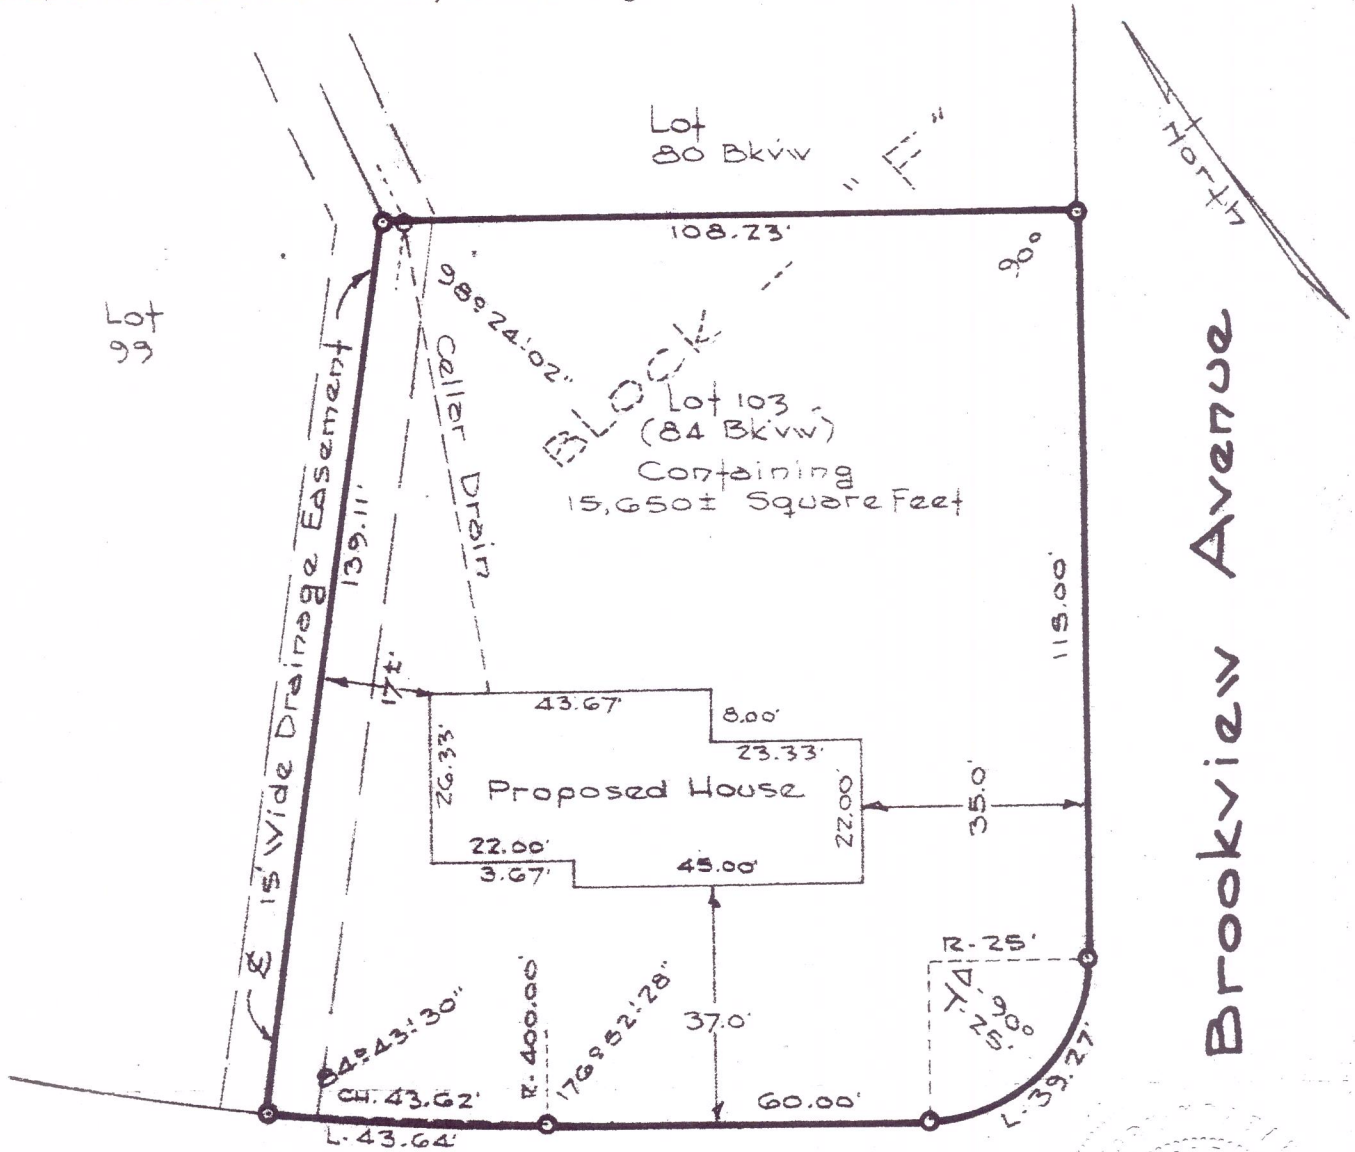 Lot
80 Bkvw
"F"
North
108.23'
90°
Lot
99
98°24'02"
BLOCK
Lot 103
(84 Bkvw)
Containing
15,650± Square Feet
Celler Drain
15' Wide Drainage Easement
139.11'
115.00'
Brookview Avenue
17±'
43.67'
8.00'
23.33'
26.33'
Proposed House
22.00'
35.0'
22.00'
3.67'
45.00'
R-25'
Δ-90°
T-25'
L-39.27'
84°43'30"
R-400.00'
176°52'28"
37.0'
CH. 43.62'
60.00'
L-43.64'